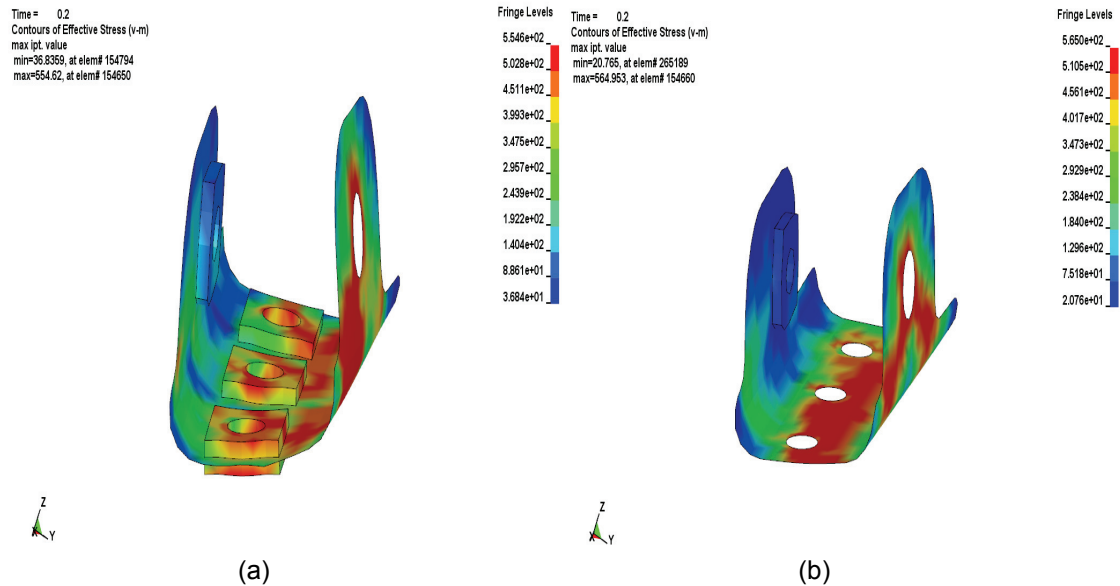 Time = 0.2
Contours of Effective Stress (v-m)
max ipt. value
min=36.8359, at elem# 154794
max=554.62, at elem# 154650
Fringe Levels
5.546e+02
5.028e+02
4.511e+02
3.993e+02
3.475e+02
2.957e+02
2.439e+02
1.922e+02
1.404e+02
8.861e+01
3.684e+01
Z
X
Y
(a)
Time = 0.2
Contours of Effective Stress (v-m)
max ipt. value
min=20.765, at elem# 265189
max=564.953, at elem# 154660
Fringe Levels
5.650e+02
5.105e+02
4.561e+02
4.017e+02
3.473e+02
2.929e+02
2.384e+02
1.840e+02
1.296e+02
7.518e+01
2.076e+01
Z
X
Y
(b)